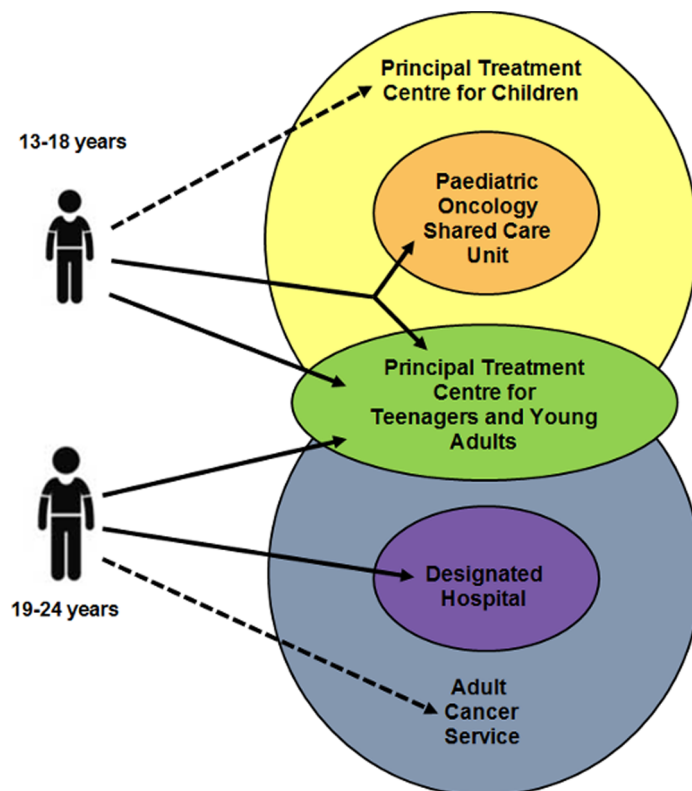 Principal Treatment
Centre for Children
13-18 years
Paediatric
Oncology
Shared Care
Unit
Principal Treatment
Centre for
Teenagers and Young
Adults
Designated
Hospital
19-24 years
Adult
Cancer
Service